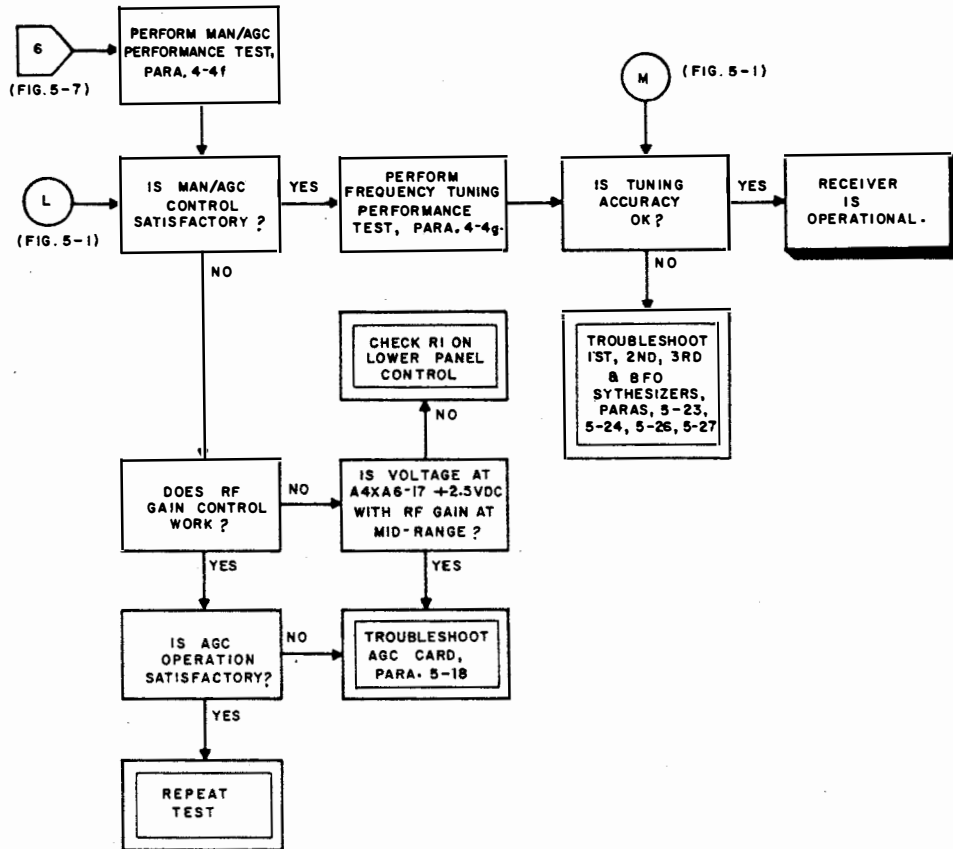 6
(FIG. 5-7)
PERFORM MAN/AGC
PERFORMANCE TEST,
PARA. 4-4f
M
(FIG. 5-1)
L
(FIG. 5-1)
IS MAN/AGC
CONTROL
SATISFACTORY ?
YES
NO
PERFORM
FREQUENCY TUNING
PERFORMANCE
TEST, PARA. 4-4g.
IS TUNING
ACCURACY
OK?
YES
NO
RECEIVER
IS
OPERATIONAL.
CHECK R1 ON
LOWER PANEL
CONTROL
NO
TROUBLESHOOT
1ST, 2ND, 3RD
& BFO
SYTHESIZERS,
PARAS, 5-23,
5-24, 5-26, 5-27
DOES RF
GAIN CONTROL
WORK ?
NO
YES
IS VOLTAGE AT
A4XA6-17 +2.5VDC
WITH RF GAIN AT
MID-RANGE ?
YES
IS AGC
OPERATION
SATISFACTORY?
NO
YES
TROUBLESHOOT
AGC CARD,
PARA. 5-18
REPEAT
TEST